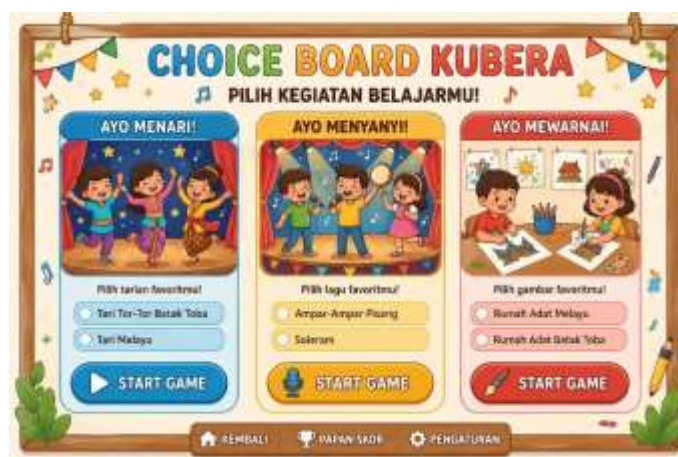 CHOICE BOARD KUBERA
PILIH KEGIATAN BELAJARMU!
AYO MENARI!
Pilih tarian favoritmu!
Tari Tor-Tor Batak Toba
Tari Melayu
START GAME
AYO MENYANYI!
Pilih lagu favoritmu!
Ampar-Ampar Pisang
Soleram
START GAME
AYO MEWARNAI!
Pilih gambar favoritmu!
Rumah Adat Melayu
Rumah Adat Batak Toba
START GAME
KEMBALI
PAPAN SKOR
PENGATURAN